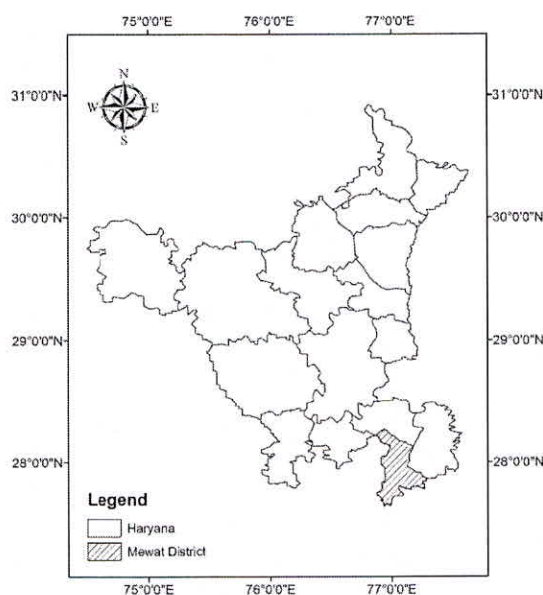 75°0'0"E 76°0'0"E 77°0'0"E
N
W E
S
31°0'0"N 31°0'0"N
30°0'0"N 30°0'0"N
29°0'0"N 29°0'0"N
28°0'0"N 28°0'0"N
Legend
Haryana
Mewat District
75°0'0"E 76°0'0"E 77°0'0"E